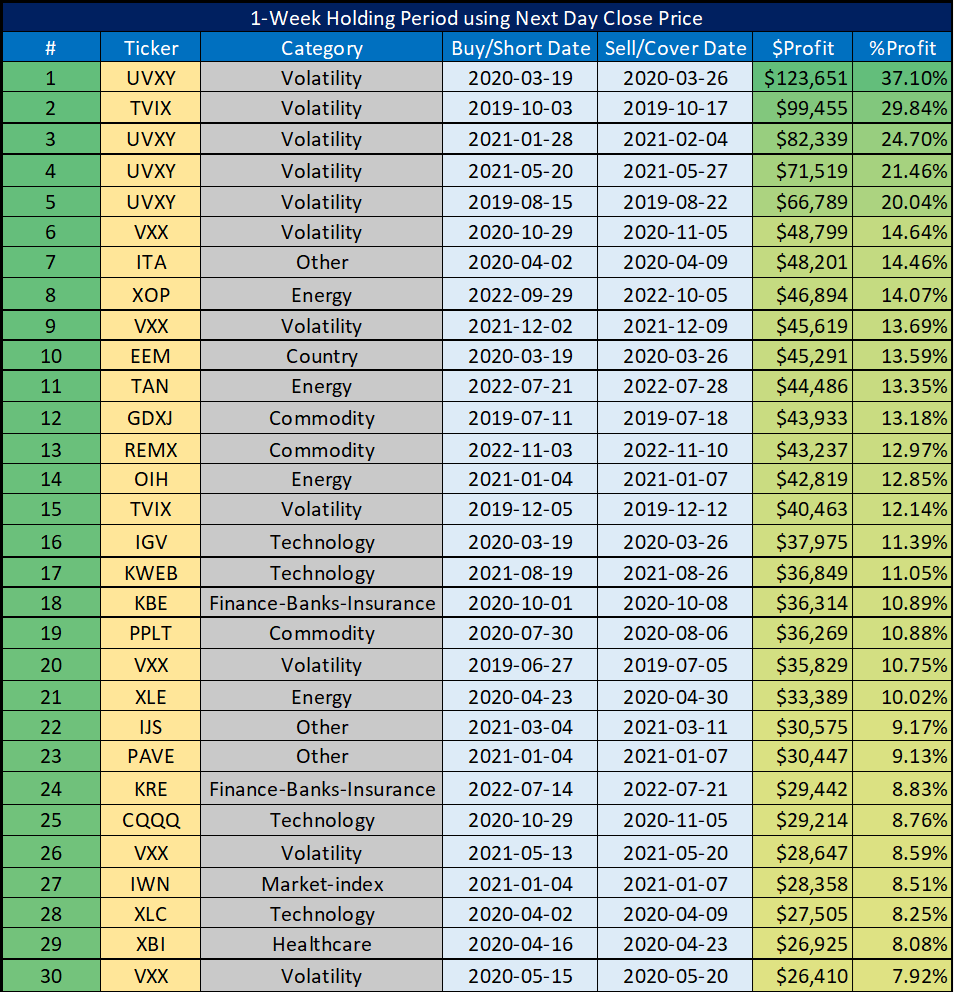 1-Week Holding Period using Next Day Close Price
# Ticker Category Buy/Short Date Sell/Cover Date $Profit %Profit
1 UVXY Volatility 2020-03-19 2020-03-26 $123,651 37.10%
2 TVIX Volatility 2019-10-03 2019-10-17 $99,455 29.84%
3 UVXY Volatility 2021-01-28 2021-02-04 $82,339 24.70%
4 UVXY Volatility 2021-05-20 2021-05-27 $71,519 21.46%
5 UVXY Volatility 2019-08-15 2019-08-22 $66,789 20.04%
6 VXX Volatility 2020-10-29 2020-11-05 $48,799 14.64%
7 ITA Other 2020-04-02 2020-04-09 $48,201 14.46%
8 XOP Energy 2022-09-29 2022-10-05 $46,894 14.07%
9 VXX Volatility 2021-12-02 2021-12-09 $45,619 13.69%
10 EEM Country 2020-03-19 2020-03-26 $45,291 13.59%
11 TAN Energy 2022-07-21 2022-07-28 $44,486 13.35%
12 GDXJ Commodity 2019-07-11 2019-07-18 $43,933 13.18%
13 REMX Commodity 2022-11-03 2022-11-10 $43,237 12.97%
14 OIH Energy 2021-01-04 2021-01-07 $42,819 12.85%
15 TVIX Volatility 2019-12-05 2019-12-12 $40,463 12.14%
16 IGV Technology 2020-03-19 2020-03-26 $37,975 11.39%
17 KWEB Technology 2021-08-19 2021-08-26 $36,849 11.05%
18 KBE Finance-Banks-Insurance 2020-10-01 2020-10-08 $36,314 10.89%
19 PPLT Commodity 2020-07-30 2020-08-06 $36,269 10.88%
20 VXX Volatility 2019-06-27 2019-07-05 $35,829 10.75%
21 XLE Energy 2020-04-23 2020-04-30 $33,389 10.02%
22 IJS Other 2021-03-04 2021-03-11 $30,575 9.17%
23 PAVE Other 2021-01-04 2021-01-07 $30,447 9.13%
24 KRE Finance-Banks-Insurance 2022-07-14 2022-07-21 $29,442 8.83%
25 CQQQ Technology 2020-10-29 2020-11-05 $29,214 8.76%
26 VXX Volatility 2021-05-13 2021-05-20 $28,647 8.59%
27 IWN Market-index 2021-01-04 2021-01-07 $28,358 8.51%
28 XLC Technology 2020-04-02 2020-04-09 $27,505 8.25%
29 XBI Healthcare 2020-04-16 2020-04-23 $26,925 8.08%
30 VXX Volatility 2020-05-15 2020-05-20 $26,410 7.92%